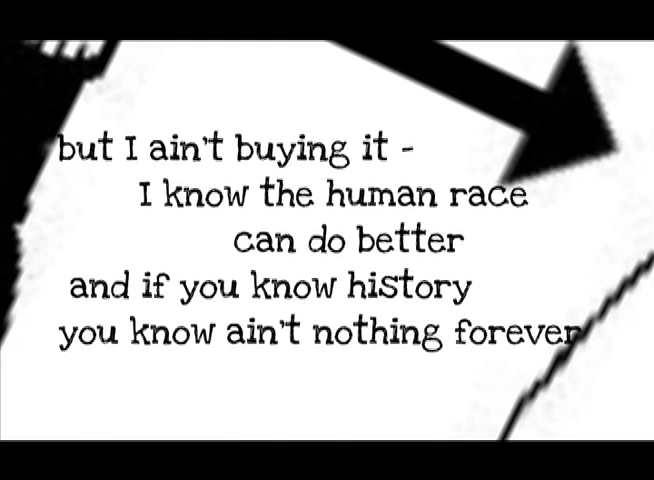 but I ain't buying it -
I know the human race
can do better
and if you know history
you know ain't nothing forever